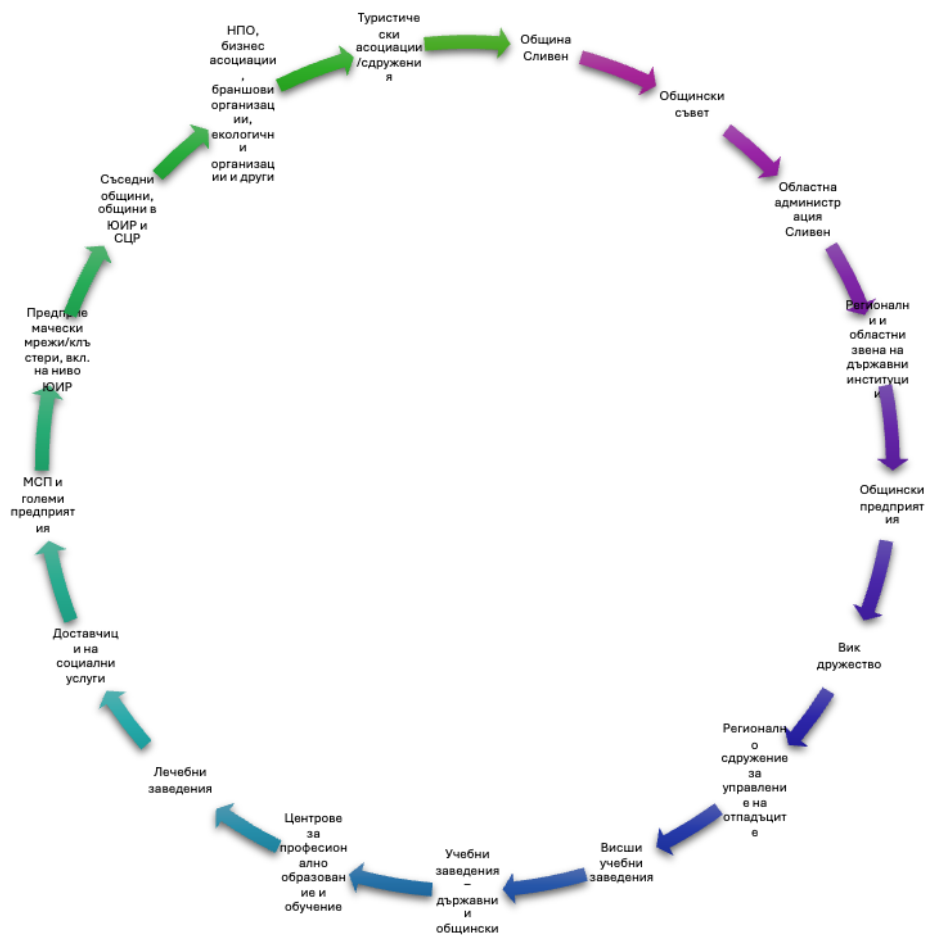 Община
Сливен
Общински
съвет
Областна
администр
ация
Сливен
Регионалн
и и
областни
звена на
държавни
институци
и
Общински
предприят
ия
Вик
дружество
Регионалн
о
сдружение
за
управлени
е на
отпадъцит
е
Висши
учебни
заведения
Учебни
заведения
–
държавни
и
общински
Центрове
за
професион
ално
образован
ие и
обучение
Лечебни
заведения
Доставчиц
и на
социални
услуги
МСП и
големи
предприят
ия
Предприе
мачески
мрежи/клъ
стери, вкл.
на ниво
ЮИР
Съседни
общини,
общини в
ЮИР и
СЦР
НПО,
бизнес
асоциации
,
браншови
организац
ии,
екологичн
и
организац
ии и други
Туристиче
ски
асоциации
/сдружени
я